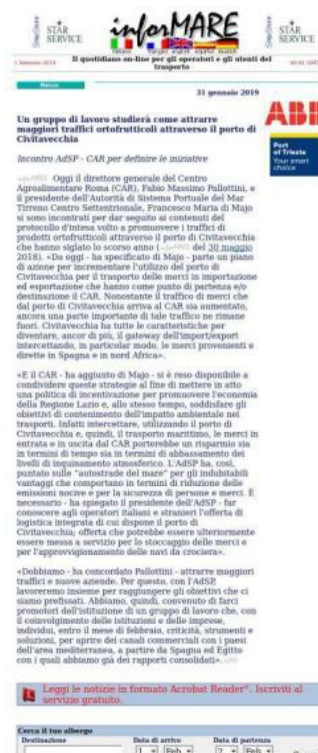 STAR
SERVICE
inforMARE
STAR
SERVICE
Il quotidiano on-line per gli operatori e gli utenti del
trasporto
31 gennaio 2019
ABB
Port
of Trieste
Your smart
choice
Un gruppo di lavoro studierà come attrarre
maggiori traffici ortofrutticoli attraverso il porto di
Civitavecchia
Incontro AdSP - CAR per definire le iniziative
Oggi il direttore generale del Centro
Agroalimentare Roma (CAR), Fabio Massimo Pallottini, e
il presidente dell'Autorità di Sistema Portuale del Mar
Tirreno Centro Settentrionale, Francesco Maria di Majo
si sono incontrati per dar seguito ai contenuti del
protocollo d'intesa volto a promuovere i traffici di
prodotti ortofrutticoli attraverso il porto di Civitavecchia
che hanno siglato lo scorso anno ( del 30 maggio
2018). «Da oggi - ha specificato di Majo - parte un piano
di azione per incrementare l'utilizzo del porto di
Civitavecchia per il trasporto delle merci in importazione
ed esportazione che hanno come punto di partenza e/o
destinazione il CAR. Nonostante il traffico di merci che
dal porto di Civitavecchia arriva al CAR sia aumentato,
ancora una parte importante di tale traffico ne rimane
fuori. Civitavecchia ha tutte le caratteristiche per
diventare, ancor di più, il gateway dell'import/export
intercettando, in particolar modo, le merci provenienti e
dirette in Spagna e in nord Africa».
«E il CAR - ha aggiunto di Majo - si è reso disponibile a
condividere queste strategie al fine di mettere in atto
una politica di incentivazione per promuovere l'economia
della Regione Lazio e, allo stesso tempo, soddisfare gli
obiettivi di contenimento dell'impatto ambientale nei
trasporti. Infatti intercettare, utilizzando il porto di
Civitavecchia e, quindi, il trasporto marittimo, le merci in
entrata e in uscita dal CAR porterebbe un risparmio sia
in termini di tempo sia in termini di abbassamento dei
livelli di inquinamento atmosferico. L'AdSP ha, così,
puntato sulle "autostrade del mare" per gli indubitabili
vantaggi che comportano in termini di riduzione delle
emissioni nocive e per la sicurezza di persone e merci. È
necessario - ha spiegato il presidente dell'AdSP - far
conoscere agli operatori italiani e stranieri l'offerta di
logistica integrata di cui dispone il porto di
Civitavecchia; offerta che potrebbe essere ulteriormente
essere messa a servizio per lo stoccaggio delle merci e
per l'approvvigionamento delle navi da crociera».
«Dobbiamo - ha concordato Pallottini - attrarre maggiori
traffici e nuove aziende. Per questo, con l'AdSP,
lavoreremo insieme per raggiungere gli obiettivi che ci
siamo prefissati. Abbiamo, quindi, convenuto di farci
promotori dell'istituzione di un gruppo di lavoro che, con
il coinvolgimento delle istituzioni e delle imprese,
individui, entro il mese di febbraio, criticità, strumenti e
soluzioni, per aprire dei canali commerciali con i paesi
dell'area mediterranea, a partire da Spagna ed Egitto
con i quali abbiamo già dei rapporti consolidati».
Leggi le notizie in formato Acrobat Reader®. Iscriviti al
servizio gratuito.
Cerca il tuo albergo
Destinazione
Data di arrivo
Data di partenza
1 Feb
2 Feb